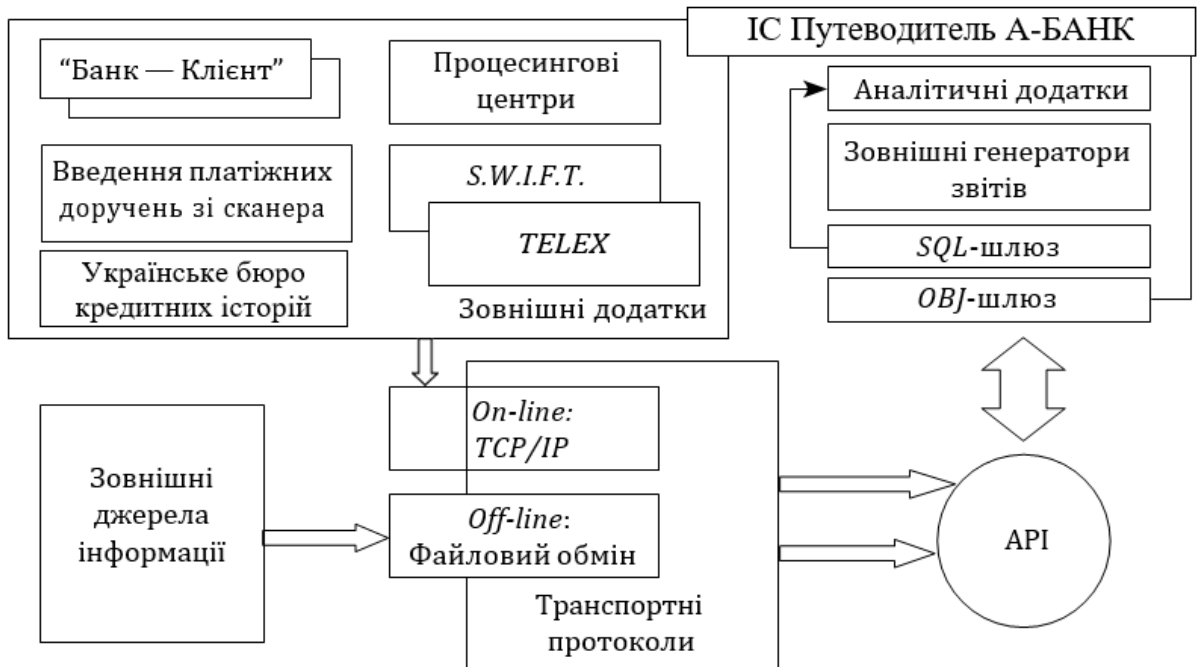 ІС Путеводитель А-БАНК
“Банк — Клієнт”
Процесингові
центри
Введення платіжних
доручень зі сканера
S.W.I.F.T.
TELEX
Українське бюро
кредитних історій
Зовнішні додатки
Аналітичні додатки
Зовнішні генератори
звітів
SQL-шлюз
OBJ-шлюз
Зовнішні
джерела
інформації
On-line:
TCP/IP
Off-line:
Файловий обмін
Транспортні
протоколи
API